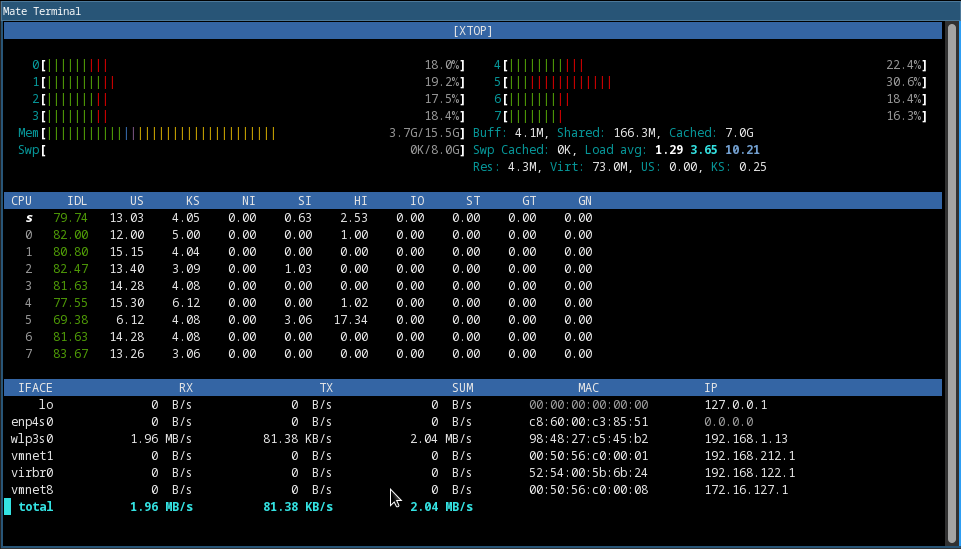 Mate Terminal
[XTOP]
0[||||||||| 18.0%] 4[||||||||||| 22.4%]
1[|||||||||| 19.2%] 5[||||||||||||||| 30.6%]
2[||||||||| 17.5%] 6[||||||||| 18.4%]
3[||||||||| 18.4%] 7[|||||||| 16.3%]
Mem[||||||||||||||||||||||||||||||||| 3.7G/15.5G] Buff: 4.1M, Shared: 166.3M, Cached: 7.0G
Swp[ 0K/8.0G] Swp Cached: 0K, Load avg: 1.29 3.65 10.21
Res: 4.3M, Virt: 73.0M, US: 0.00, KS: 0.25
CPU IDL US KS NI SI HI IO ST GT GN
s 79.74 13.03 4.05 0.00 0.63 2.53 0.00 0.00 0.00 0.00
0 82.00 12.00 5.00 0.00 0.00 1.00 0.00 0.00 0.00 0.00
1 80.80 15.15 4.04 0.00 0.00 0.00 0.00 0.00 0.00 0.00
2 82.47 13.40 3.09 0.00 1.03 0.00 0.00 0.00 0.00 0.00
3 81.63 14.28 4.08 0.00 0.00 0.00 0.00 0.00 0.00 0.00
4 77.55 15.30 6.12 0.00 0.00 1.02 0.00 0.00 0.00 0.00
5 69.38 6.12 4.08 0.00 3.06 17.34 0.00 0.00 0.00 0.00
6 81.63 14.28 4.08 0.00 0.00 0.00 0.00 0.00 0.00 0.00
7 83.67 13.26 3.06 0.00 0.00 0.00 0.00 0.00 0.00 0.00
IFACE RX TX SUM MAC IP
lo 0 B/s 0 B/s 0 B/s 00:00:00:00:00:00 127.0.0.1
enp4s0 0 B/s 0 B/s 0 B/s c8:60:00:c3:85:51 0.0.0.0
wlp3s0 1.96 MB/s 81.38 KB/s 2.04 MB/s 98:48:27:c5:45:b2 192.168.1.13
vmnet1 0 B/s 0 B/s 0 B/s 00:50:56:c0:00:01 192.168.212.1
virbr0 0 B/s 0 B/s 0 B/s 52:54:00:5b:6b:24 192.168.122.1
vmnet8 0 B/s 0 B/s 0 B/s 00:50:56:c0:00:08 172.16.127.1
total 1.96 MB/s 81.38 KB/s 2.04 MB/s